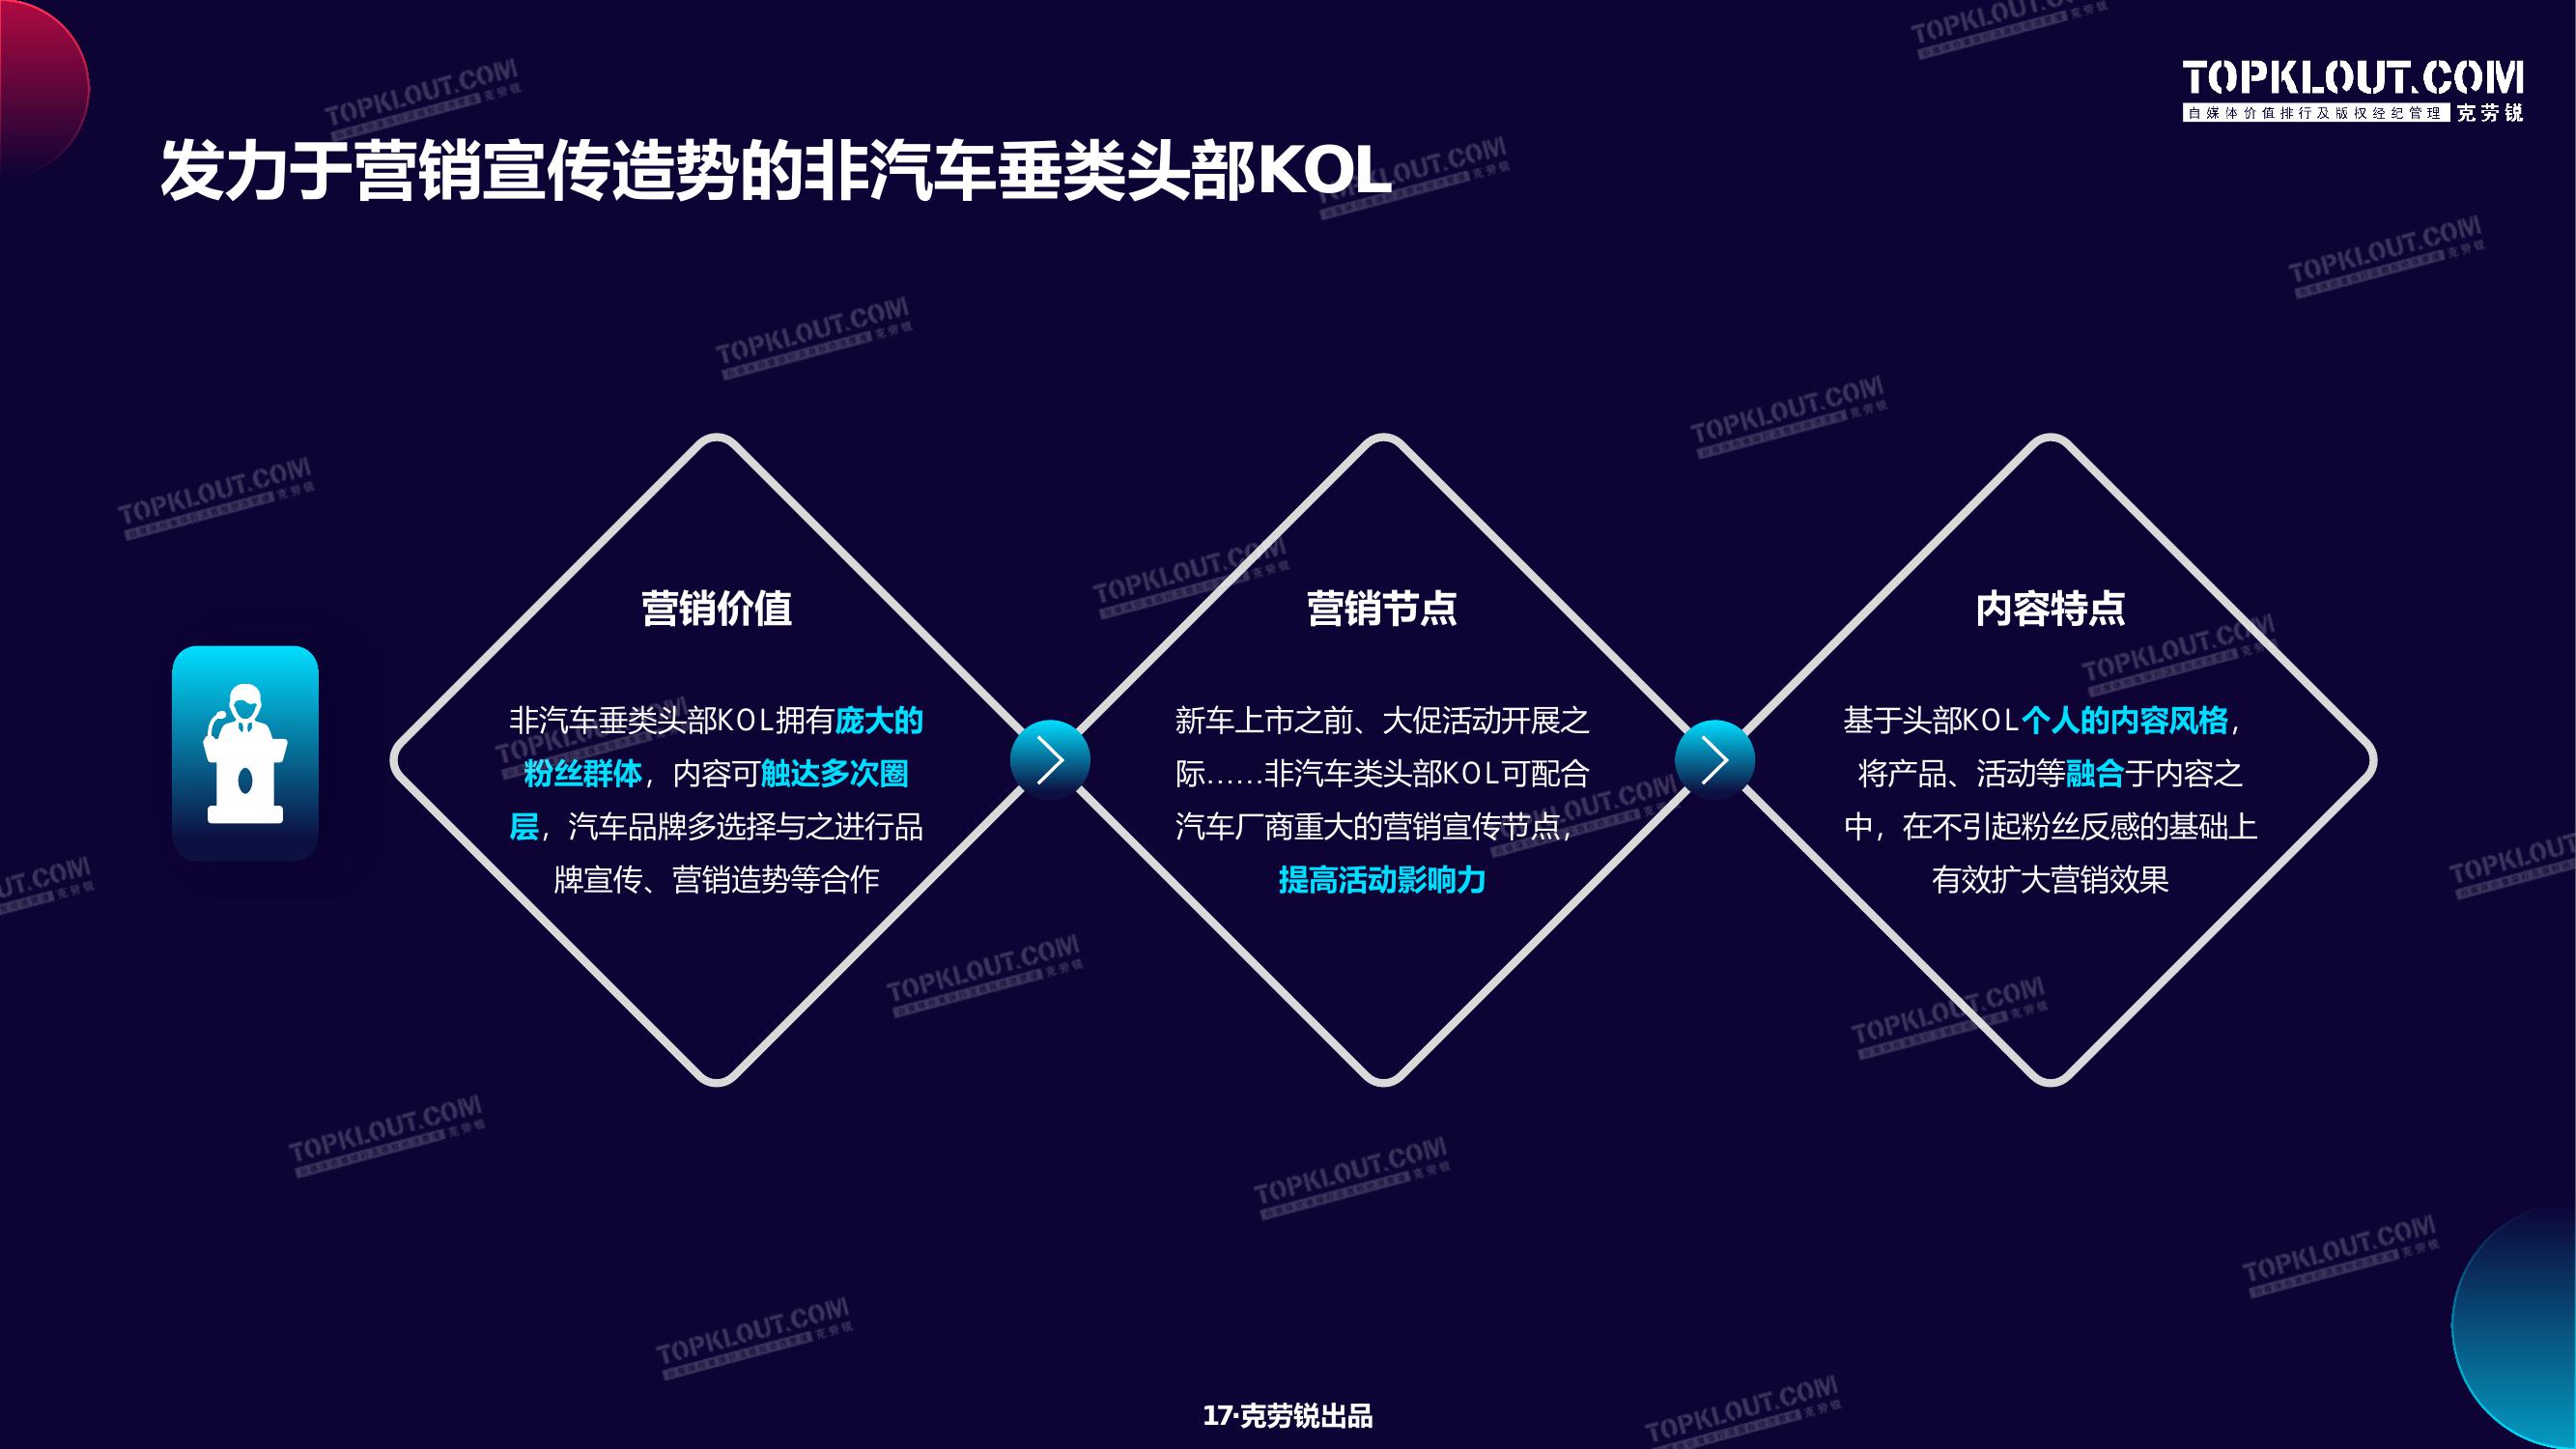 TOPKLOUT.COM
自媒体价值排行及版权经纪管理 克劳锐
发力于营销宣传造势的非汽车垂类头部KOL
营销价值
非汽车垂类头部KOL拥有庞大的
粉丝群体，内容可触达多次圈
层，汽车品牌多选择与之进行品
牌宣传、营销造势等合作
营销节点
新车上市之前、大促活动开展之
际……非汽车类头部KOL可配合
汽车厂商重大的营销宣传节点，
提高活动影响力
内容特点
基于头部KOL个人的内容风格，
将产品、活动等融合于内容之
中，在不引起粉丝反感的基础上
有效扩大营销效果
17·克劳锐出品